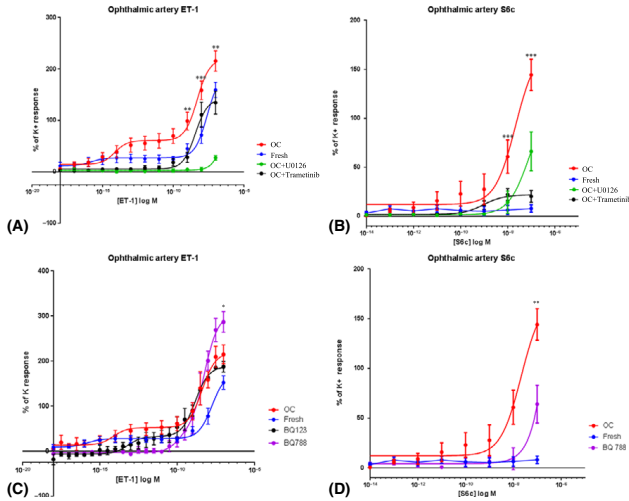 Ophthalmic artery ET-1
300
200
100
0
−100
% of K+ response
10⁻²⁰
10⁻¹⁵
10⁻¹⁰
10⁻⁵
[ET-1] log M
**
***
**
OC
Fresh
OC+U0126
OC+Trametinib
(A)
Ophthalmic artery S6c
200
150
100
50
0
% of K+ response
10⁻¹⁴
10⁻¹²
10⁻¹⁰
10⁻⁸
10⁻⁶
[S6c] log M
***
***
OC
Fresh
OC+U0126
OC+Trametinib
(B)
Ophthalmic artery ET-1
400
300
200
100
0
−100
% of K response
10⁻²⁰
10⁻¹⁵
10⁻¹⁰
10⁻⁵
[ET-1] log M
*
OC
Fresh
BQ123
BQ788
(C)
Ophthalmic artery S6c
200
150
100
50
0
% of K+ response
10⁻¹⁴
10⁻¹²
10⁻¹⁰
10⁻⁸
10⁻⁶
[S6c] log M
**
OC
Fresh
BQ 788
(D)